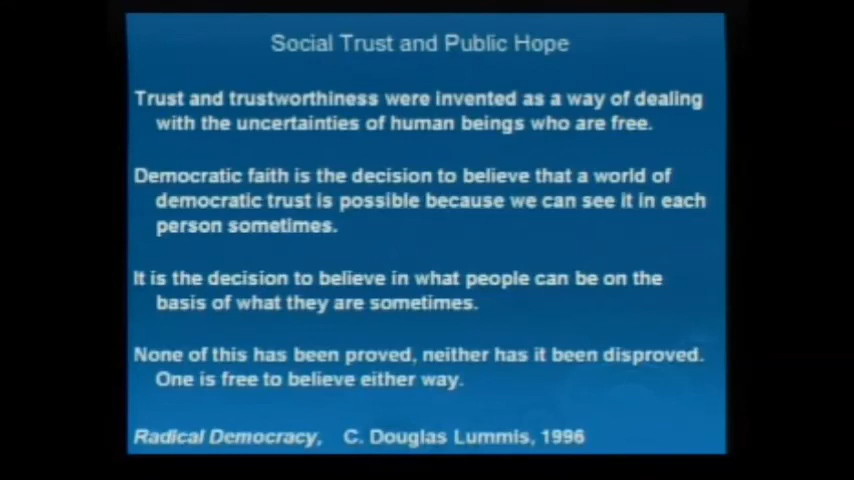 Social Trust and Public Hope
Trust and trustworthiness were invented as a way of dealing
with the uncertainties of human beings who are free.
Democratic faith is the decision to believe that a world of
democratic trust is possible because we can see it in each
person sometimes.
It is the decision to believe in what people can be on the
basis of what they are sometimes.
None of this has been proved, neither has it been disproved.
One is free to believe either way.
Radical Democracy, C. Douglas Lummis, 1996